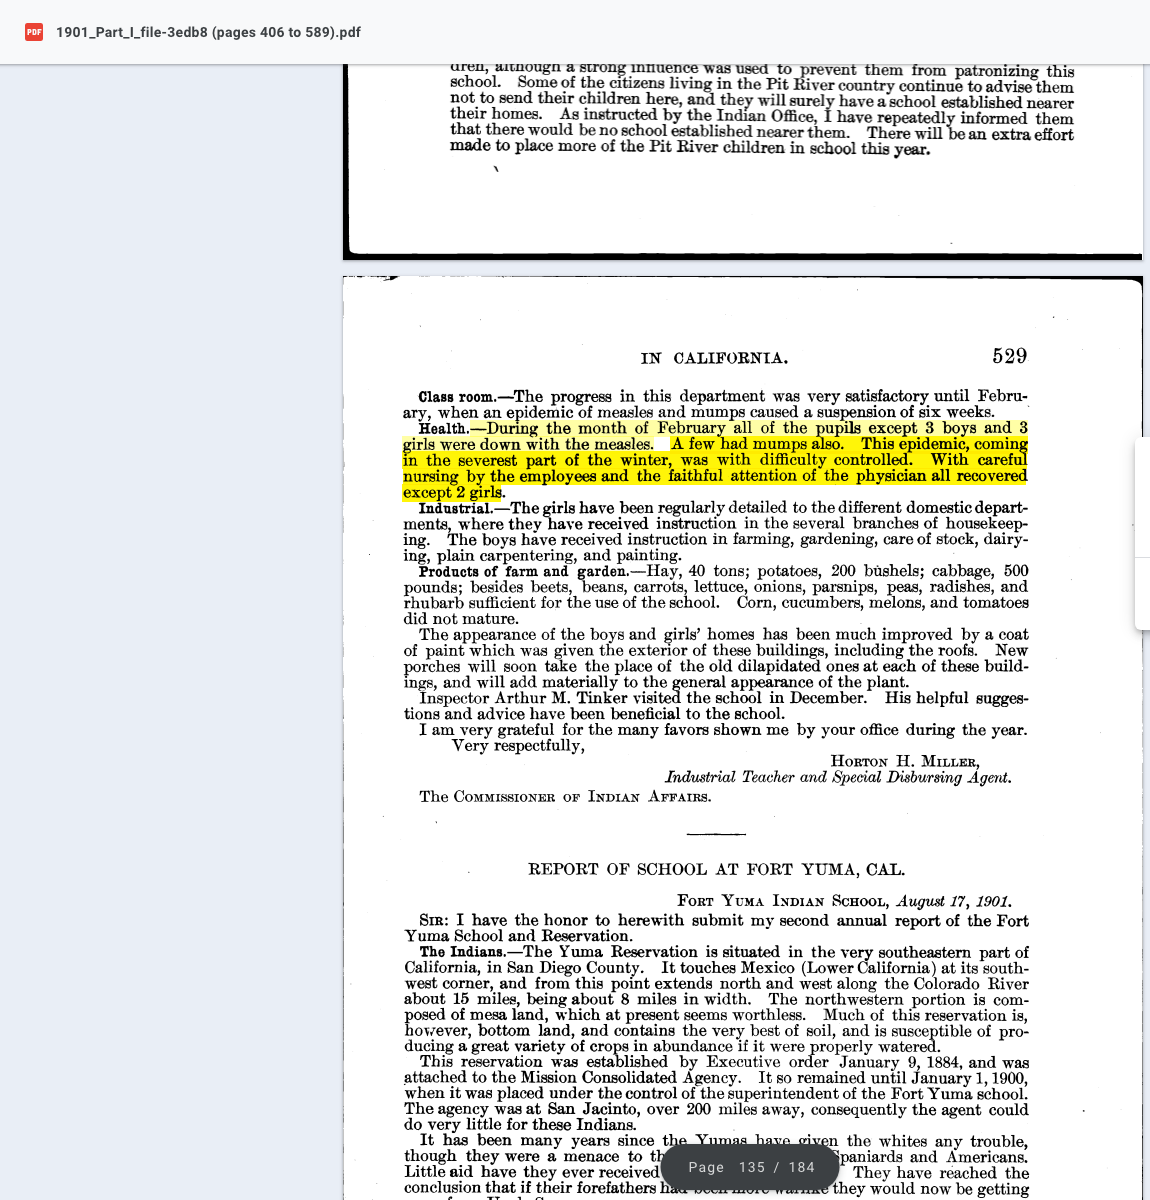 1901_Part_I_file-3edb8 (pages 406 to 589).pdf
dren, although a strong influence was used to prevent them from patronizing this
school. Some of the citizens living in the Pit River country continue to advise them
not to send their children here, and they will surely have a school established nearer
their homes. As instructed by the Indian Office, I have repeatedly informed them
that there would be no school established nearer them. There will be an extra effort
made to place more of the Pit River children in school this year.
IN CALIFORNIA. 529
Class room.—The progress in this department was very satisfactory until Febru-
ary, when an epidemic of measles and mumps caused a suspension of six weeks.
Health.—During the month of February all of the pupils except 3 boys and 3
girls were down with the measles. A few had mumps also. This epidemic, coming
in the severest part of the winter, was with difficulty controlled. With careful
nursing by the employees and the faithful attention of the physician all recovered
except 2 girls.
Industrial.—The girls have been regularly detailed to the different domestic depart-
ments, where they have received instruction in the several branches of housekeep-
ing. The boys have received instruction in farming, gardening, care of stock, dairy-
ing, plain carpentering, and painting.
Products of farm and garden.—Hay, 40 tons; potatoes, 200 bushels; cabbage, 500
pounds; besides beets, beans, carrots, lettuce, onions, parsnips, peas, radishes, and
rhubarb sufficient for the use of the school. Corn, cucumbers, melons, and tomatoes
did not mature.
The appearance of the boys and girls' homes has been much improved by a coat
of paint which was given the exterior of these buildings, including the roofs. New
porches will soon take the place of the old dilapidated ones at each of these build-
ings, and will add materially to the general appearance of the plant.
Inspector Arthur M. Tinker visited the school in December. His helpful sugges-
tions and advice have been beneficial to the school.
I am very grateful for the many favors shown me by your office during the year.
Very respectfully,
HORTON H. MILLER,
Industrial Teacher and Special Disbursing Agent.
The COMMISSIONER OF INDIAN AFFAIRS.
REPORT OF SCHOOL AT FORT YUMA, CAL.
FORT YUMA INDIAN SCHOOL, August 17, 1901.
SIR: I have the honor to herewith submit my second annual report of the Fort
Yuma School and Reservation.
The Indians.—The Yuma Reservation is situated in the very southeastern part of
California, in San Diego County. It touches Mexico (Lower California) at its south-
west corner, and from this point extends north and west along the Colorado River
about 15 miles, being about 8 miles in width. The northwestern portion is com-
posed of mesa land, which at present seems worthless. Much of this reservation is,
however, bottom land, and contains the very best of soil, and is susceptible of pro-
ducing a great variety of crops in abundance if it were properly watered.
This reservation was established by Executive order January 9, 1884, and was
attached to the Mission Consolidated Agency. It so remained until January 1, 1900,
when it was placed under the control of the superintendent of the Fort Yuma school.
The agency was at San Jacinto, over 200 miles away, consequently the agent could
do very little for these Indians.
It has been many years since the Yumas have given the whites any trouble,
though they were a menace to Spaniards and Americans.
Little aid have they ever received They have reached the
conclusion that if their forefathers had been more warlike they would now be getting
Page 135 / 184